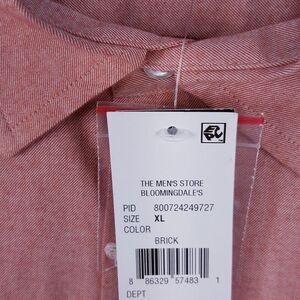 THE MEN'S STORE
BLOOMINGDALE'S
PID 800724249727
SIZE XL
COLOR
BRICK
8 86329 57483 1
DEPT